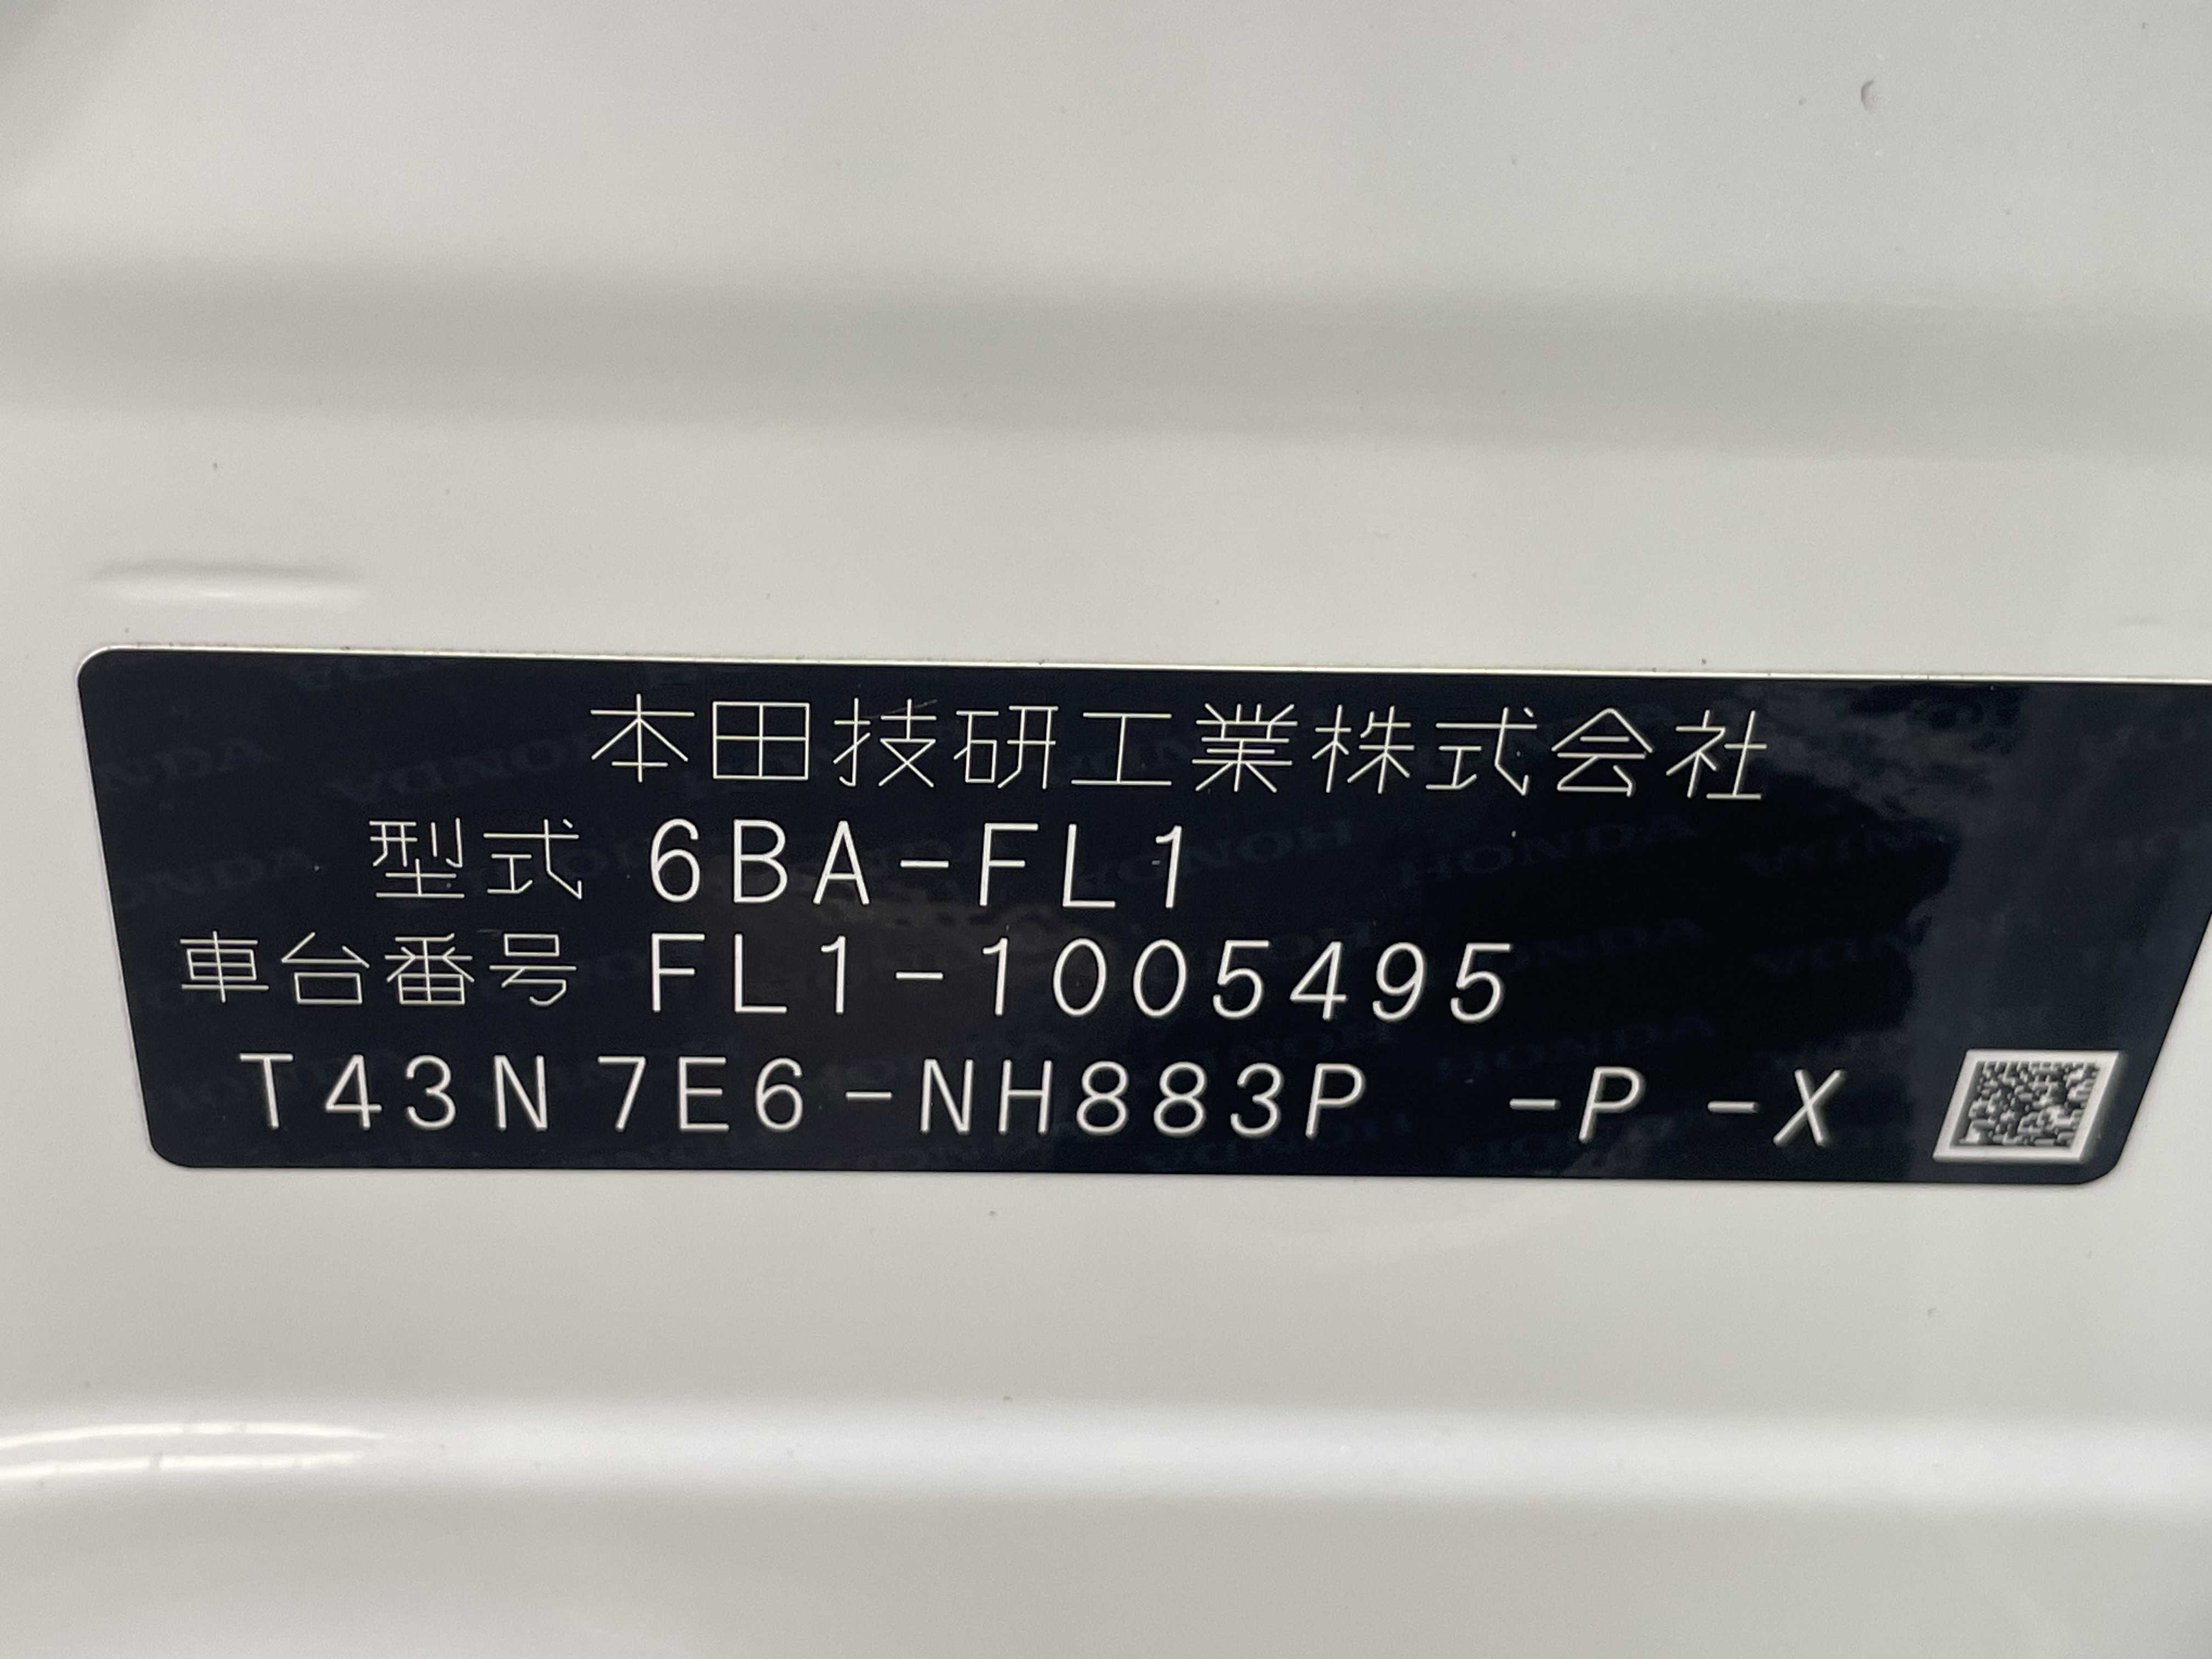 本田技研工業株式会社
型式 6BA-FL1
車台番号 FL1-1005495
T43N7E6-NH883P -P -X